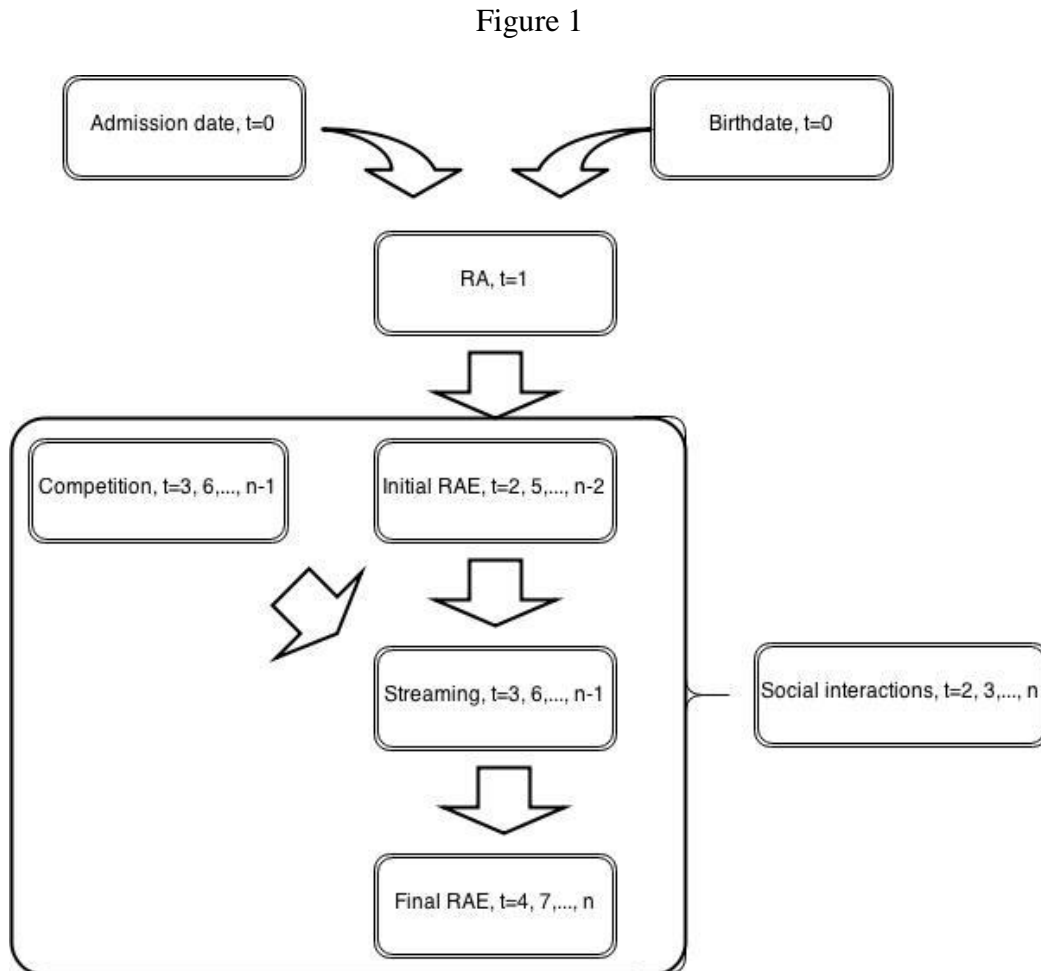 Figure 1
Admission date, t=0
Birthdate, t=0
RA, t=1
Competition, t=3, 6,..., n-1
Initial RAE, t=2, 5,..., n-2
Streaming, t=3, 6,..., n-1
Social interactions, t=2, 3,..., n
Final RAE, t=4, 7,..., n